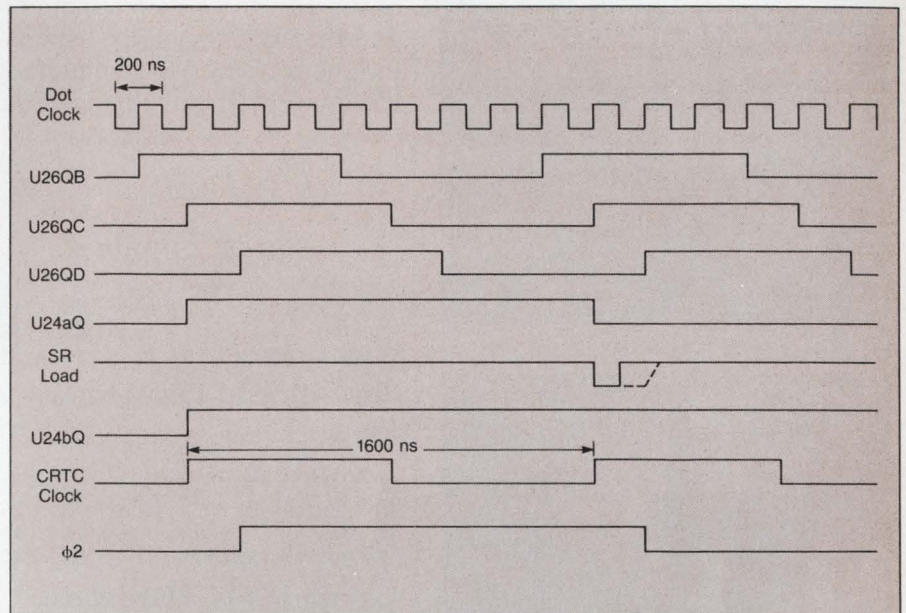 200 ns
Dot
Clock
U26QB
U26QC
U26QD
U24aQ
SR
Load
U24bQ
1600 ns
CRTC
Clock
ϕ2